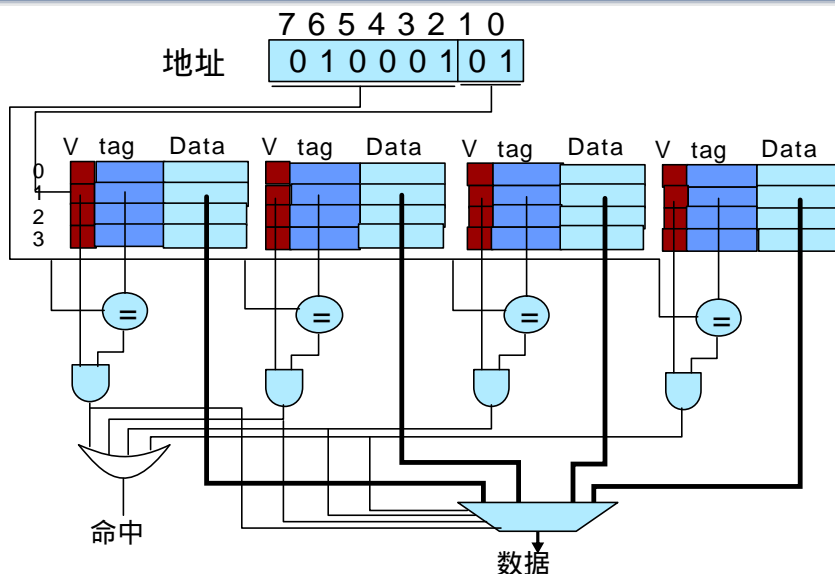 7 6 5 4 3 2 1 0
地址 0 1 0 0 0 1 0 1
V tag Data V tag Data V tag Data V tag Data
0
1
2
3
= = = =
命中
数据